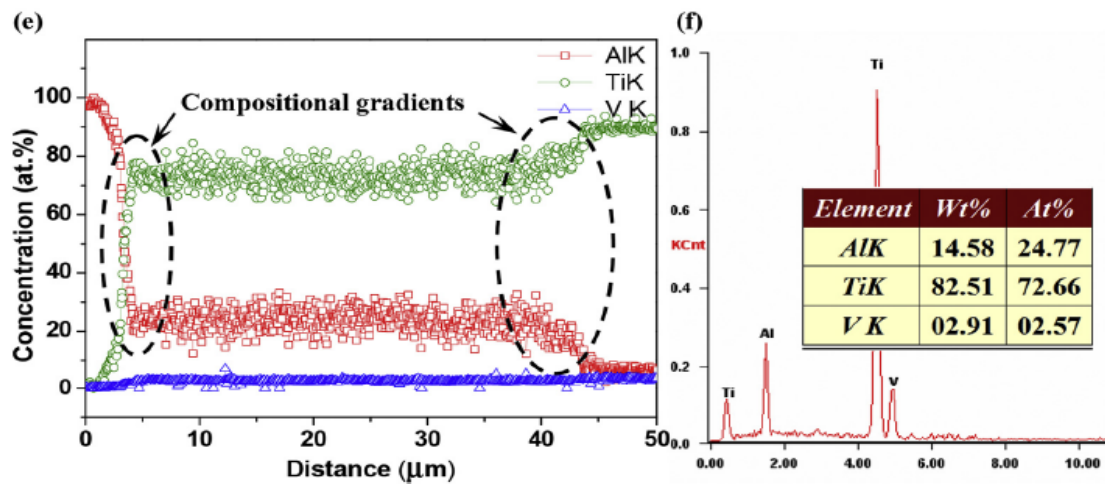 (e)
AlK
TiK
V K
Compositional gradients
Concentration (at.%)
100
80
60
40
20
0
0 10 20 30 40 50
Distance (μm)
(f)
1.0
0.8
0.6
KCnt
0.4
0.2
0.0
Ti
Al
Ti
V
Element Wt% At%
AlK 14.58 24.77
TiK 82.51 72.66
V K 02.91 02.57
0.00 2.00 4.00 6.00 8.00 10.00